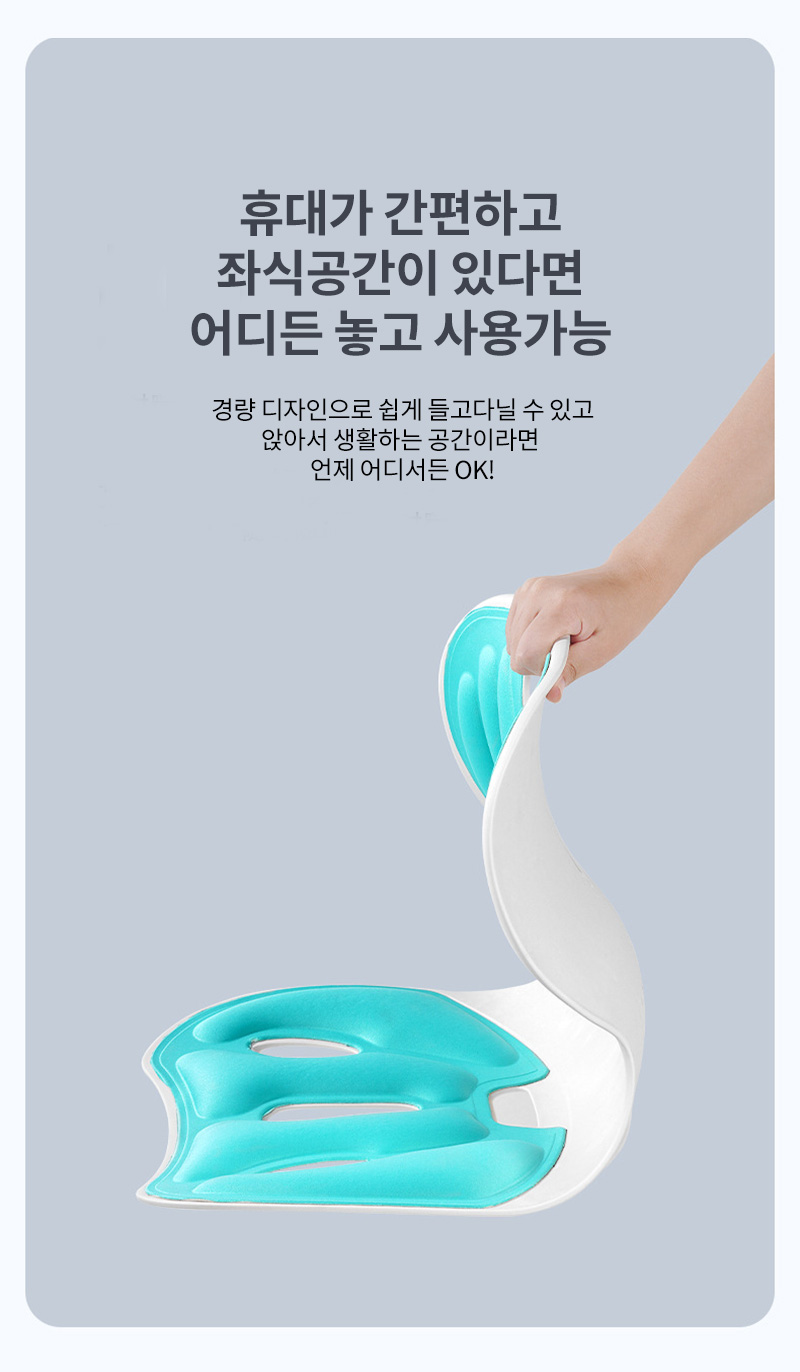 휴대가 간편하고
좌식공간이 있다면
어디든 놓고 사용가능
경량 디자인으로 쉽게 들고다닐 수 있고
앉아서 생활하는 공간이라면
언제 어디서든 OK!